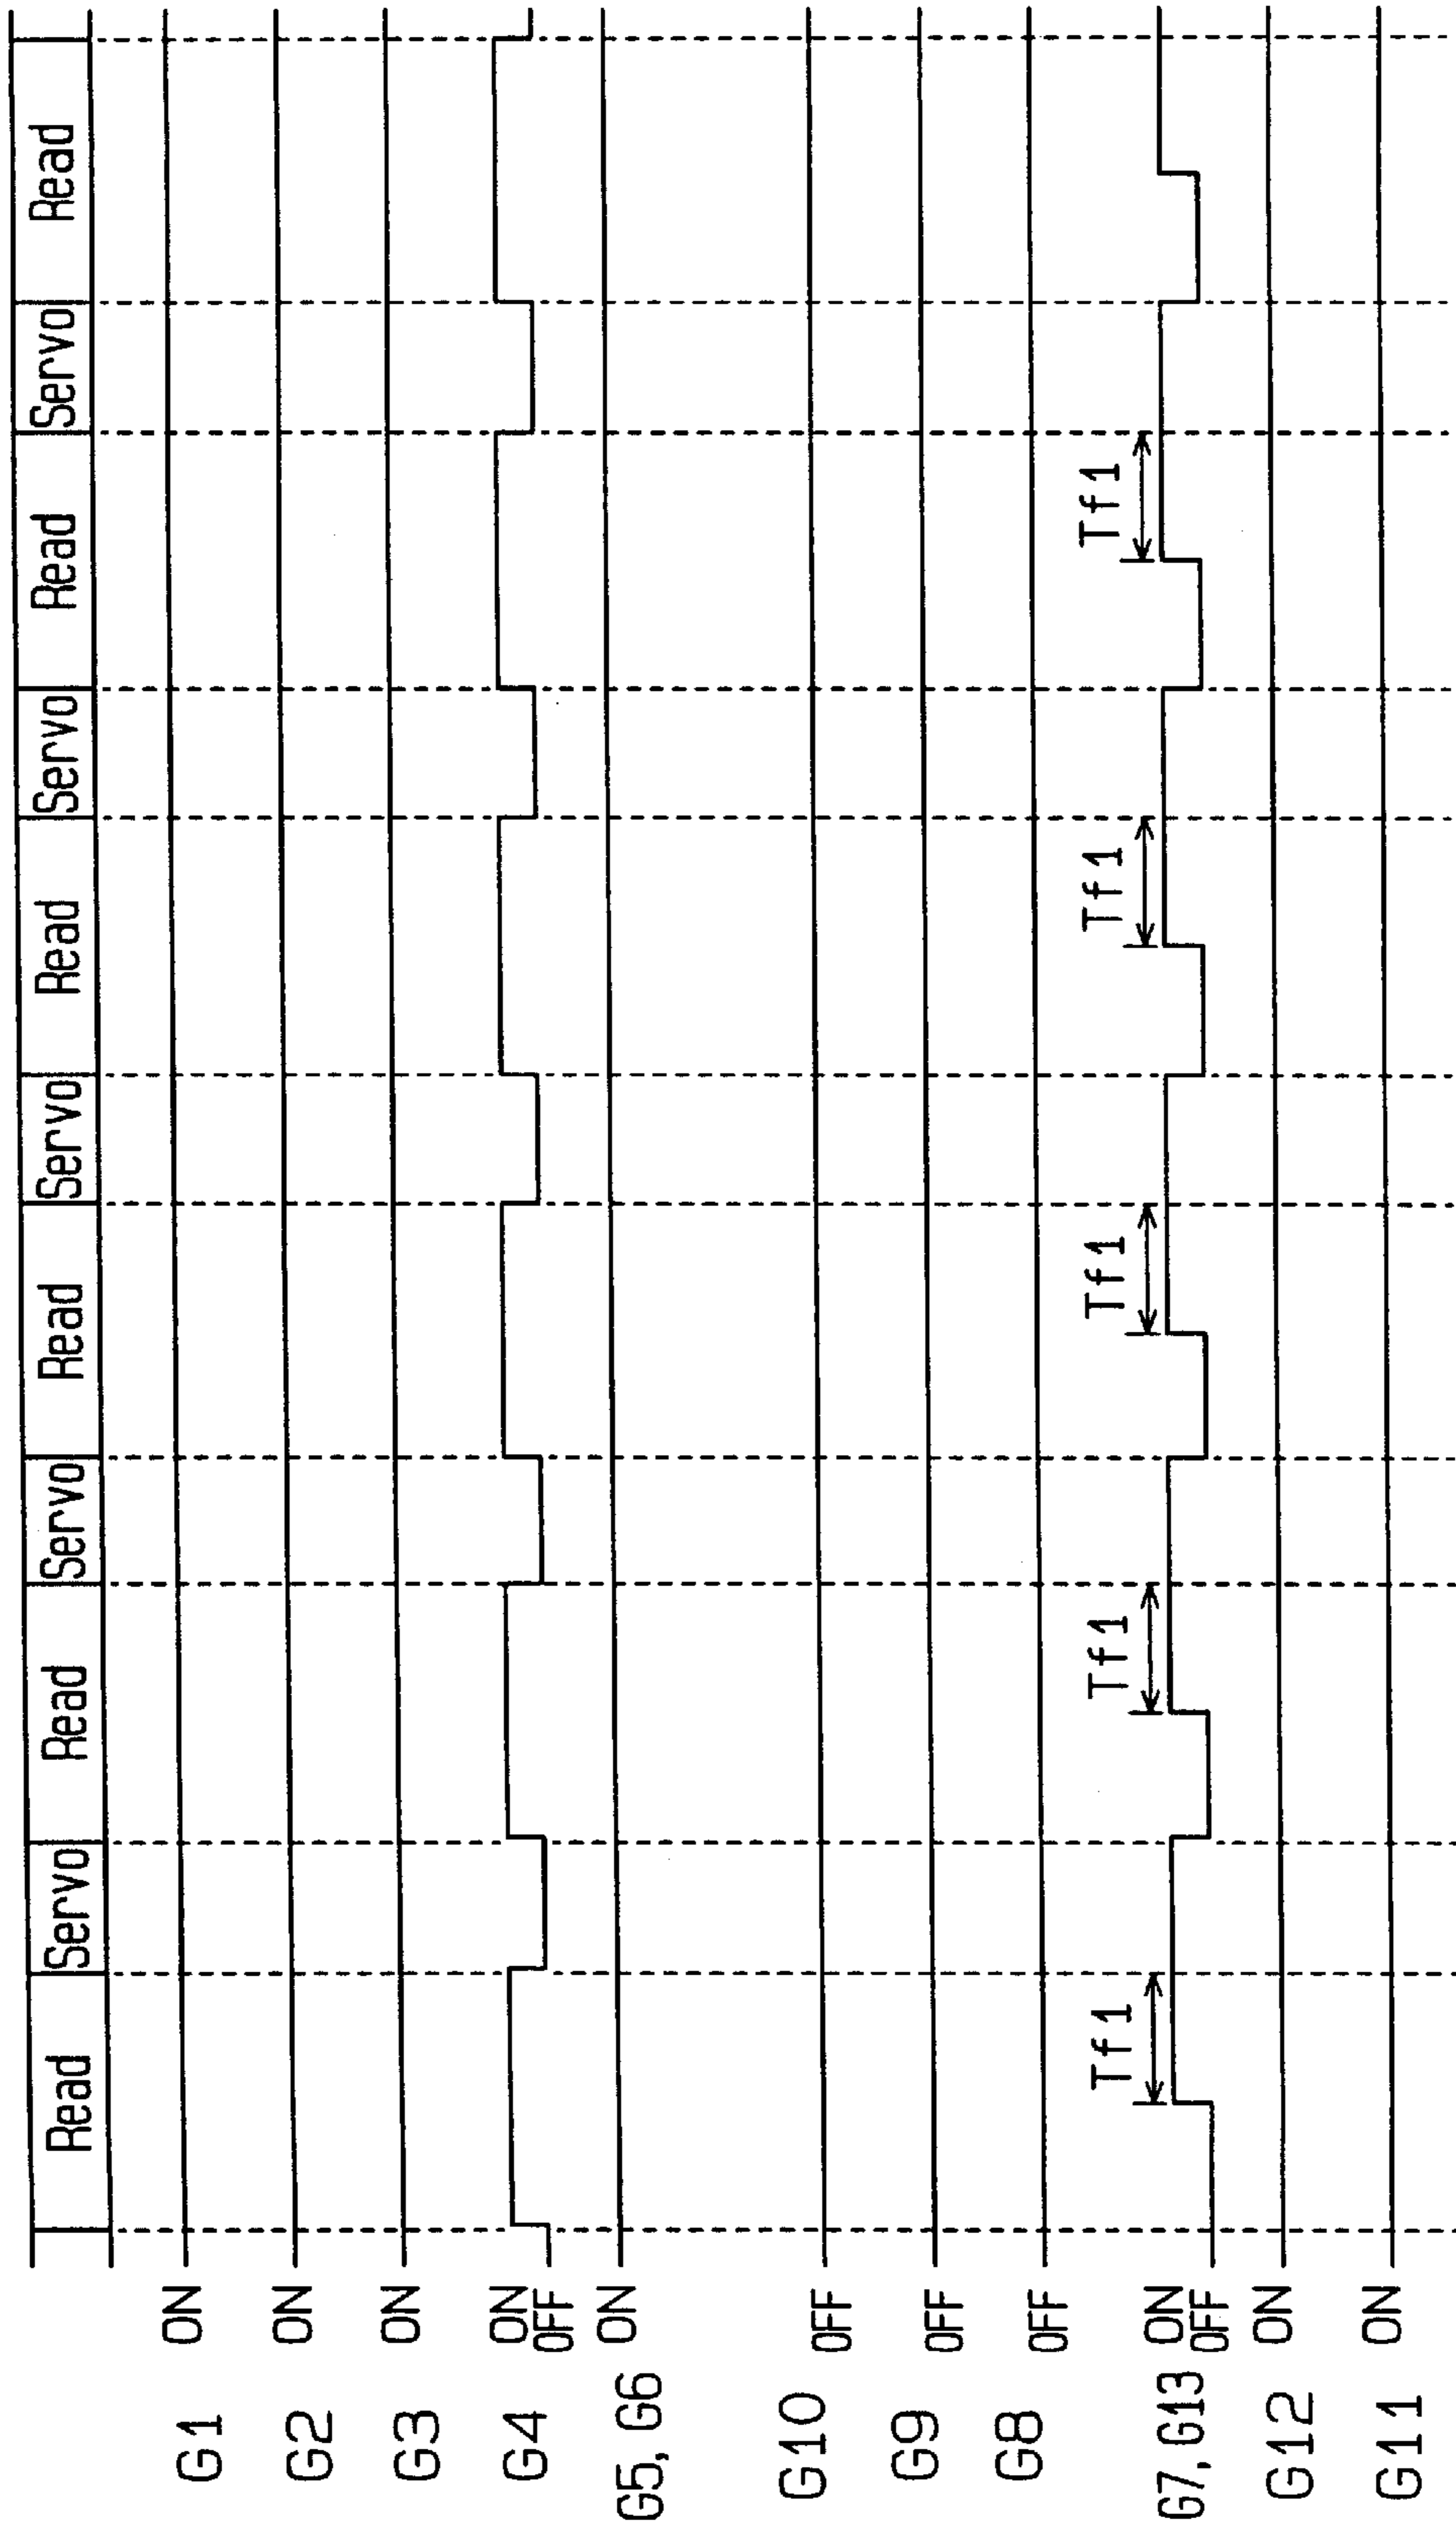 Read Servo Read Servo Read Servo Read Servo Read Servo Read
G1 ON
G2 ON
G3 ON
G4 ON
OFF
G5, G6 ON
G10 OFF
G9 OFF
G8 OFF
Tf1 Tf1 Tf1 Tf1 Tf1
G7, G13 ON
OFF
G12 ON
G11 ON